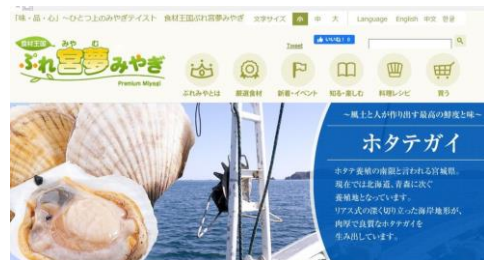 「味・品・心」～ひとつ上のみやぎテイスト 食材王国ぷれ宮夢みやぎ 文字サイズ 小 中 大 Language English 中文 한글
食材王国
みやぎ む
ぷれ宮夢みやぎ
Premium Miyagi
Tweet
いいね！ 0
ぷれみやとは 厳選食材 新着・イベント 知る・楽しむ 料理レシピ 買う
～風土と人が作り出す最高の鮮度と味～
ホタテガイ
ホタテ養殖の南限と言われる宮城県。
現在では北海道、青森に次ぐ
養殖地となっています。
リアス式の深く切り立った海岸地形が、
肉厚で良質なホタテガイを
生み出しています。